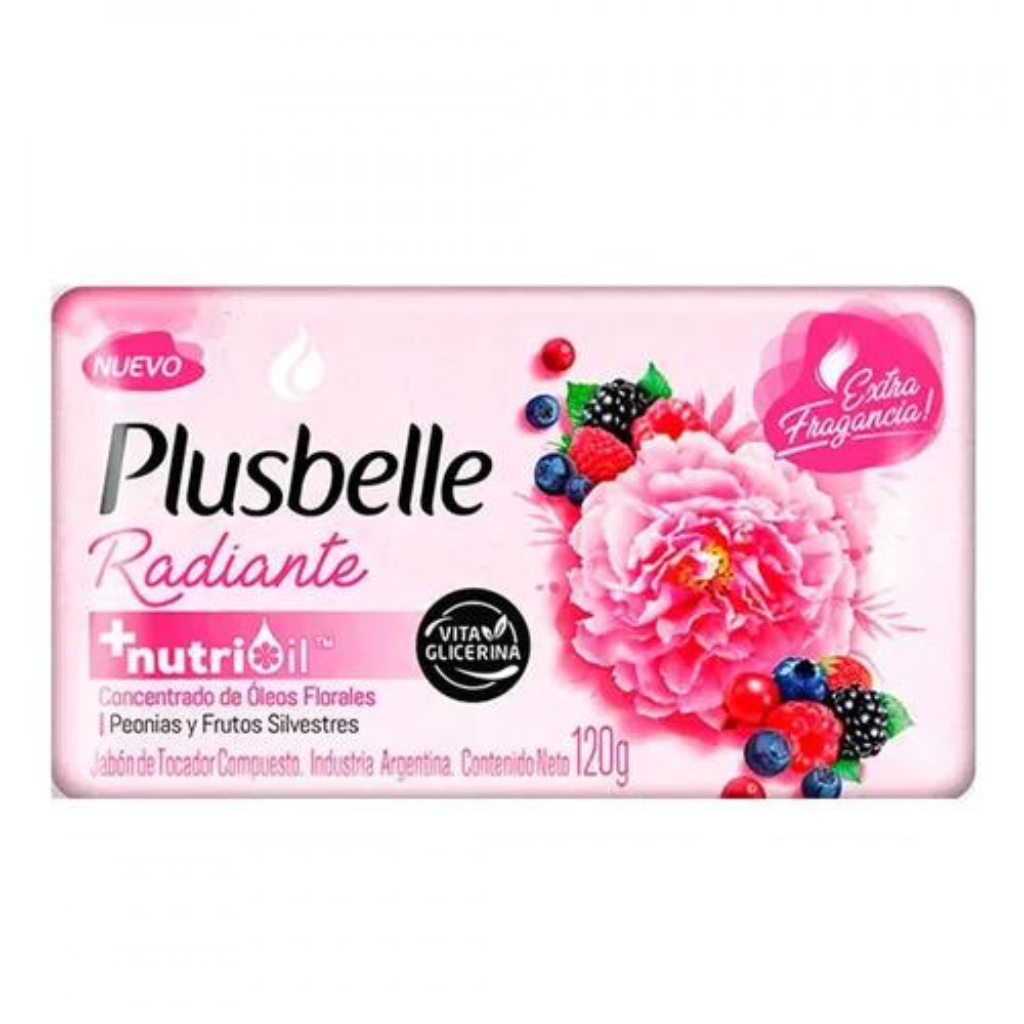 NUEVO
Extra
Fragancia!
Plusbelle
Radiante
+nutriOil™
VITA
GLICERINA
Concentrado de Óleos Florales
Peonias y Frutos Silvestres
Jabón de Tocador Compuesto. Industria Argentina. Contenido Neto 120g